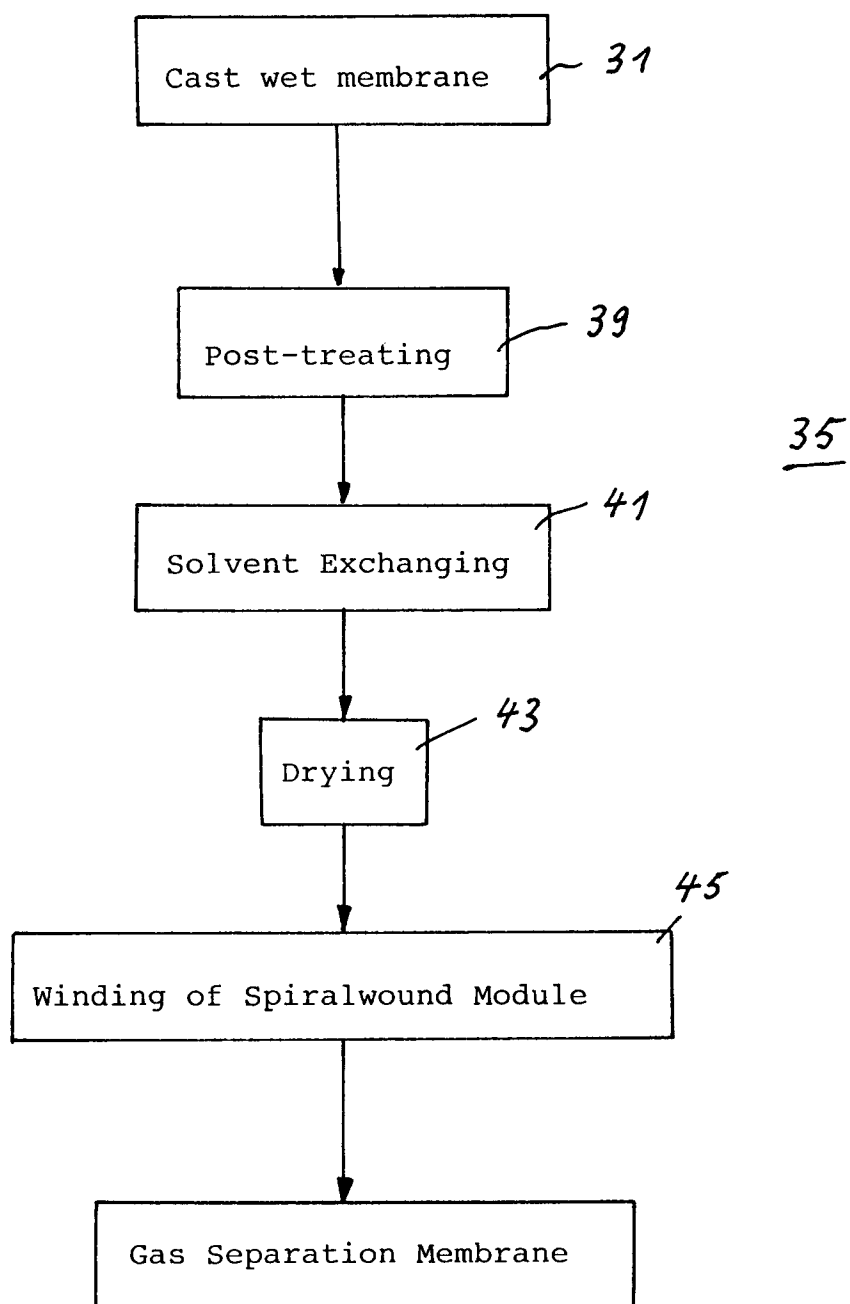 Cast wet membrane
31
Post-treating
39
35
Solvent Exchanging
41
Drying
43
45
Winding of Spiralwound Module
Gas Separation Membrane